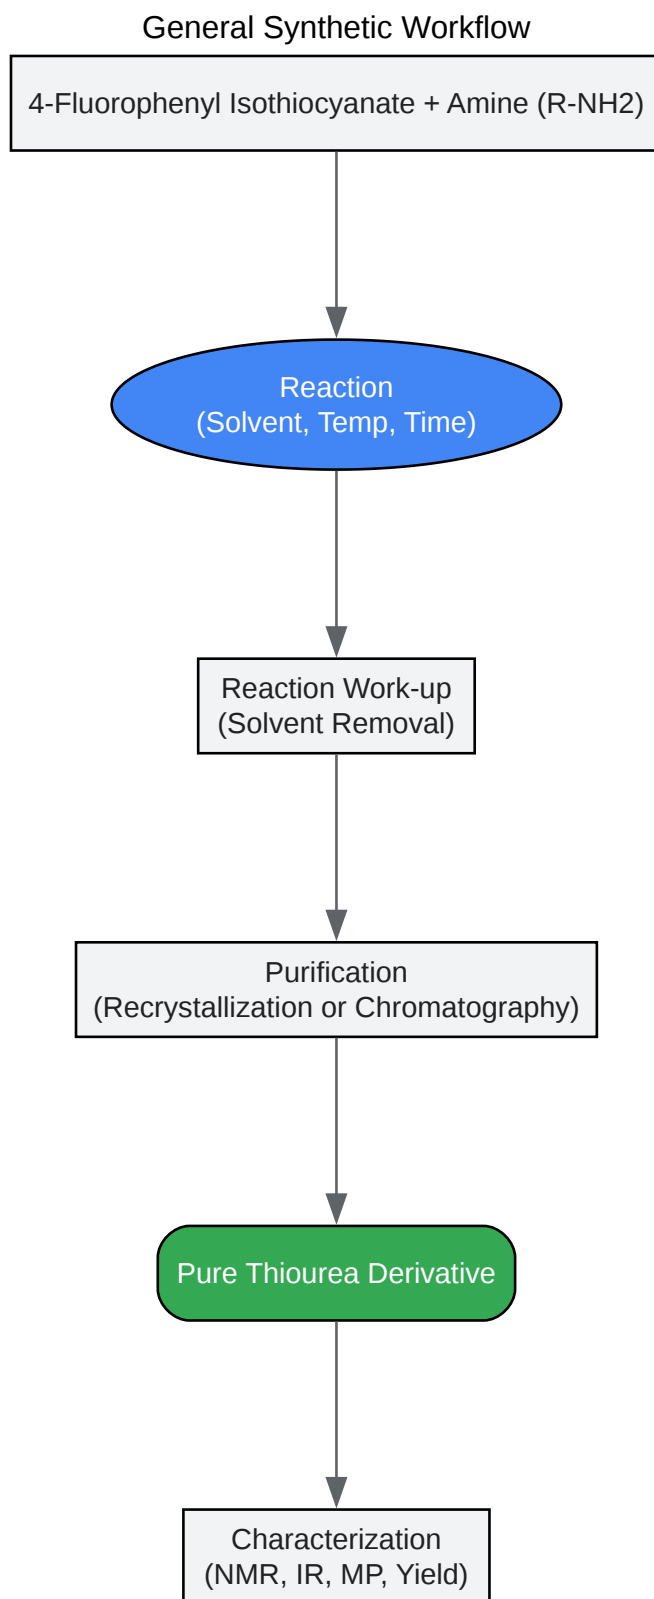 General Synthetic Workflow
4-Fluorophenyl Isothiocyanate + Amine (R-NH2)
Reaction
(Solvent, Temp, Time)
Reaction Work-up
(Solvent Removal)
Purification
(Recrystallization or Chromatography)
Pure Thiourea Derivative
Characterization
(NMR, IR, MP, Yield)